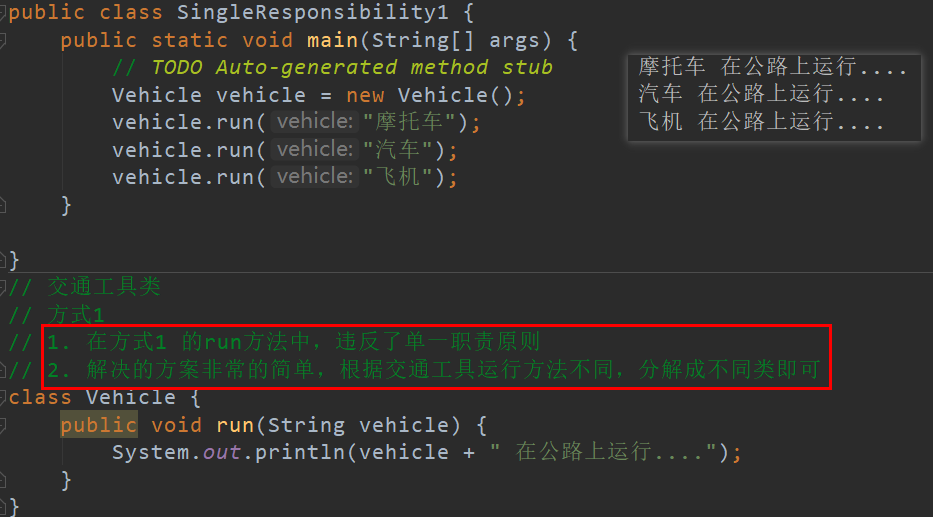 public class SingleResponsibility1 {
public static void main(String[] args) {
// TODO Auto-generated method stub
Vehicle vehicle = new Vehicle();
vehicle.run( vehicle: "摩托车");
vehicle.run( vehicle: "汽车");
vehicle.run( vehicle: "飞机");
}
}
摩托车 在公路上运行....
汽车 在公路上运行....
飞机 在公路上运行....
// 交通工具类
// 方式1
// 1. 在方式1 的run方法中，违反了单一职责原则
// 2. 解决的方案非常的简单，根据交通工具运行方法不同，分解成不同类即可
class Vehicle {
public void run(String vehicle) {
System.out.println(vehicle + " 在公路上运行....");
}
}